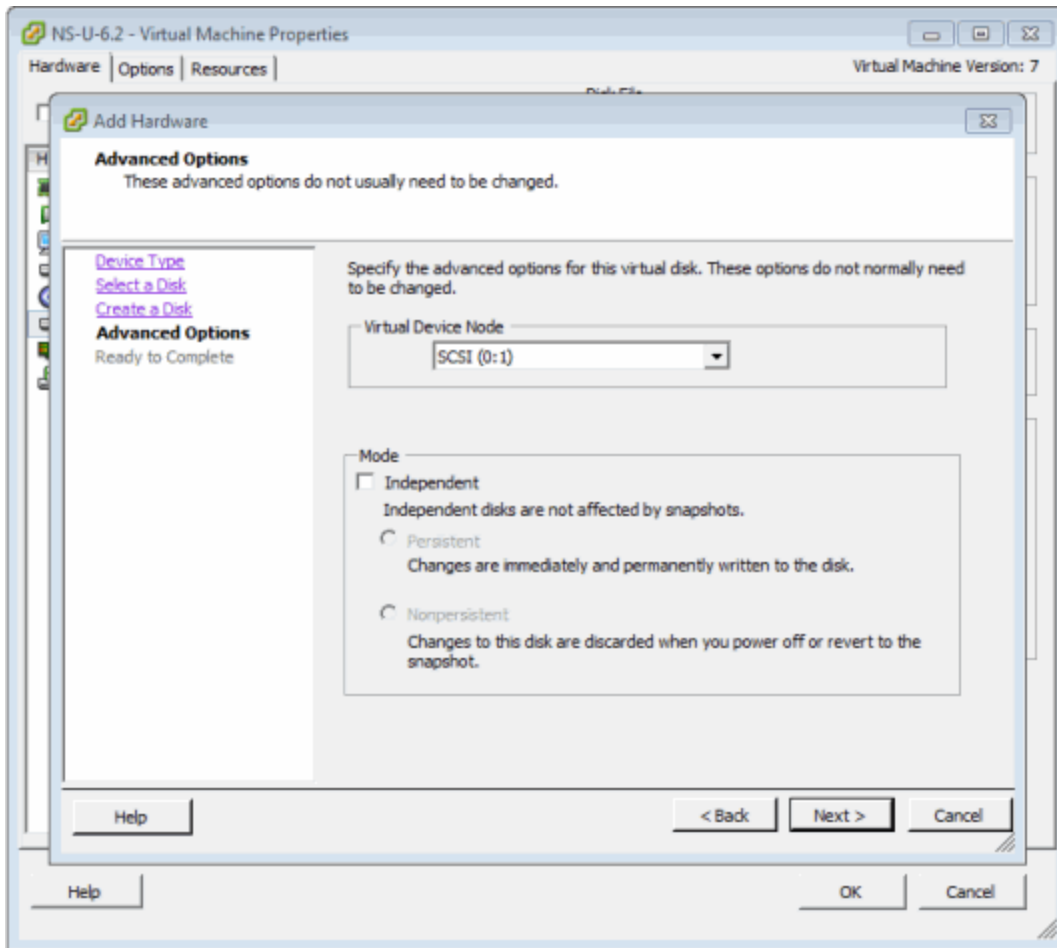 NS-U-6.2 - Virtual Machine Properties
Hardware Options Resources
Virtual Machine Version: 7
Disk File
Add Hardware
Advanced Options
These advanced options do not usually need to be changed.
Device Type
Select a Disk
Create a Disk
Advanced Options
Ready to Complete
Specify the advanced options for this virtual disk. These options do not normally need
to be changed.
Virtual Device Node
SCSI (0:1)
Mode
Independent
Independent disks are not affected by snapshots.
Persistent
Changes are immediately and permanently written to the disk.
Nonpersistent
Changes to this disk are discarded when you power off or revert to the
snapshot.
Help
< Back
Next >
Cancel
Help
OK
Cancel